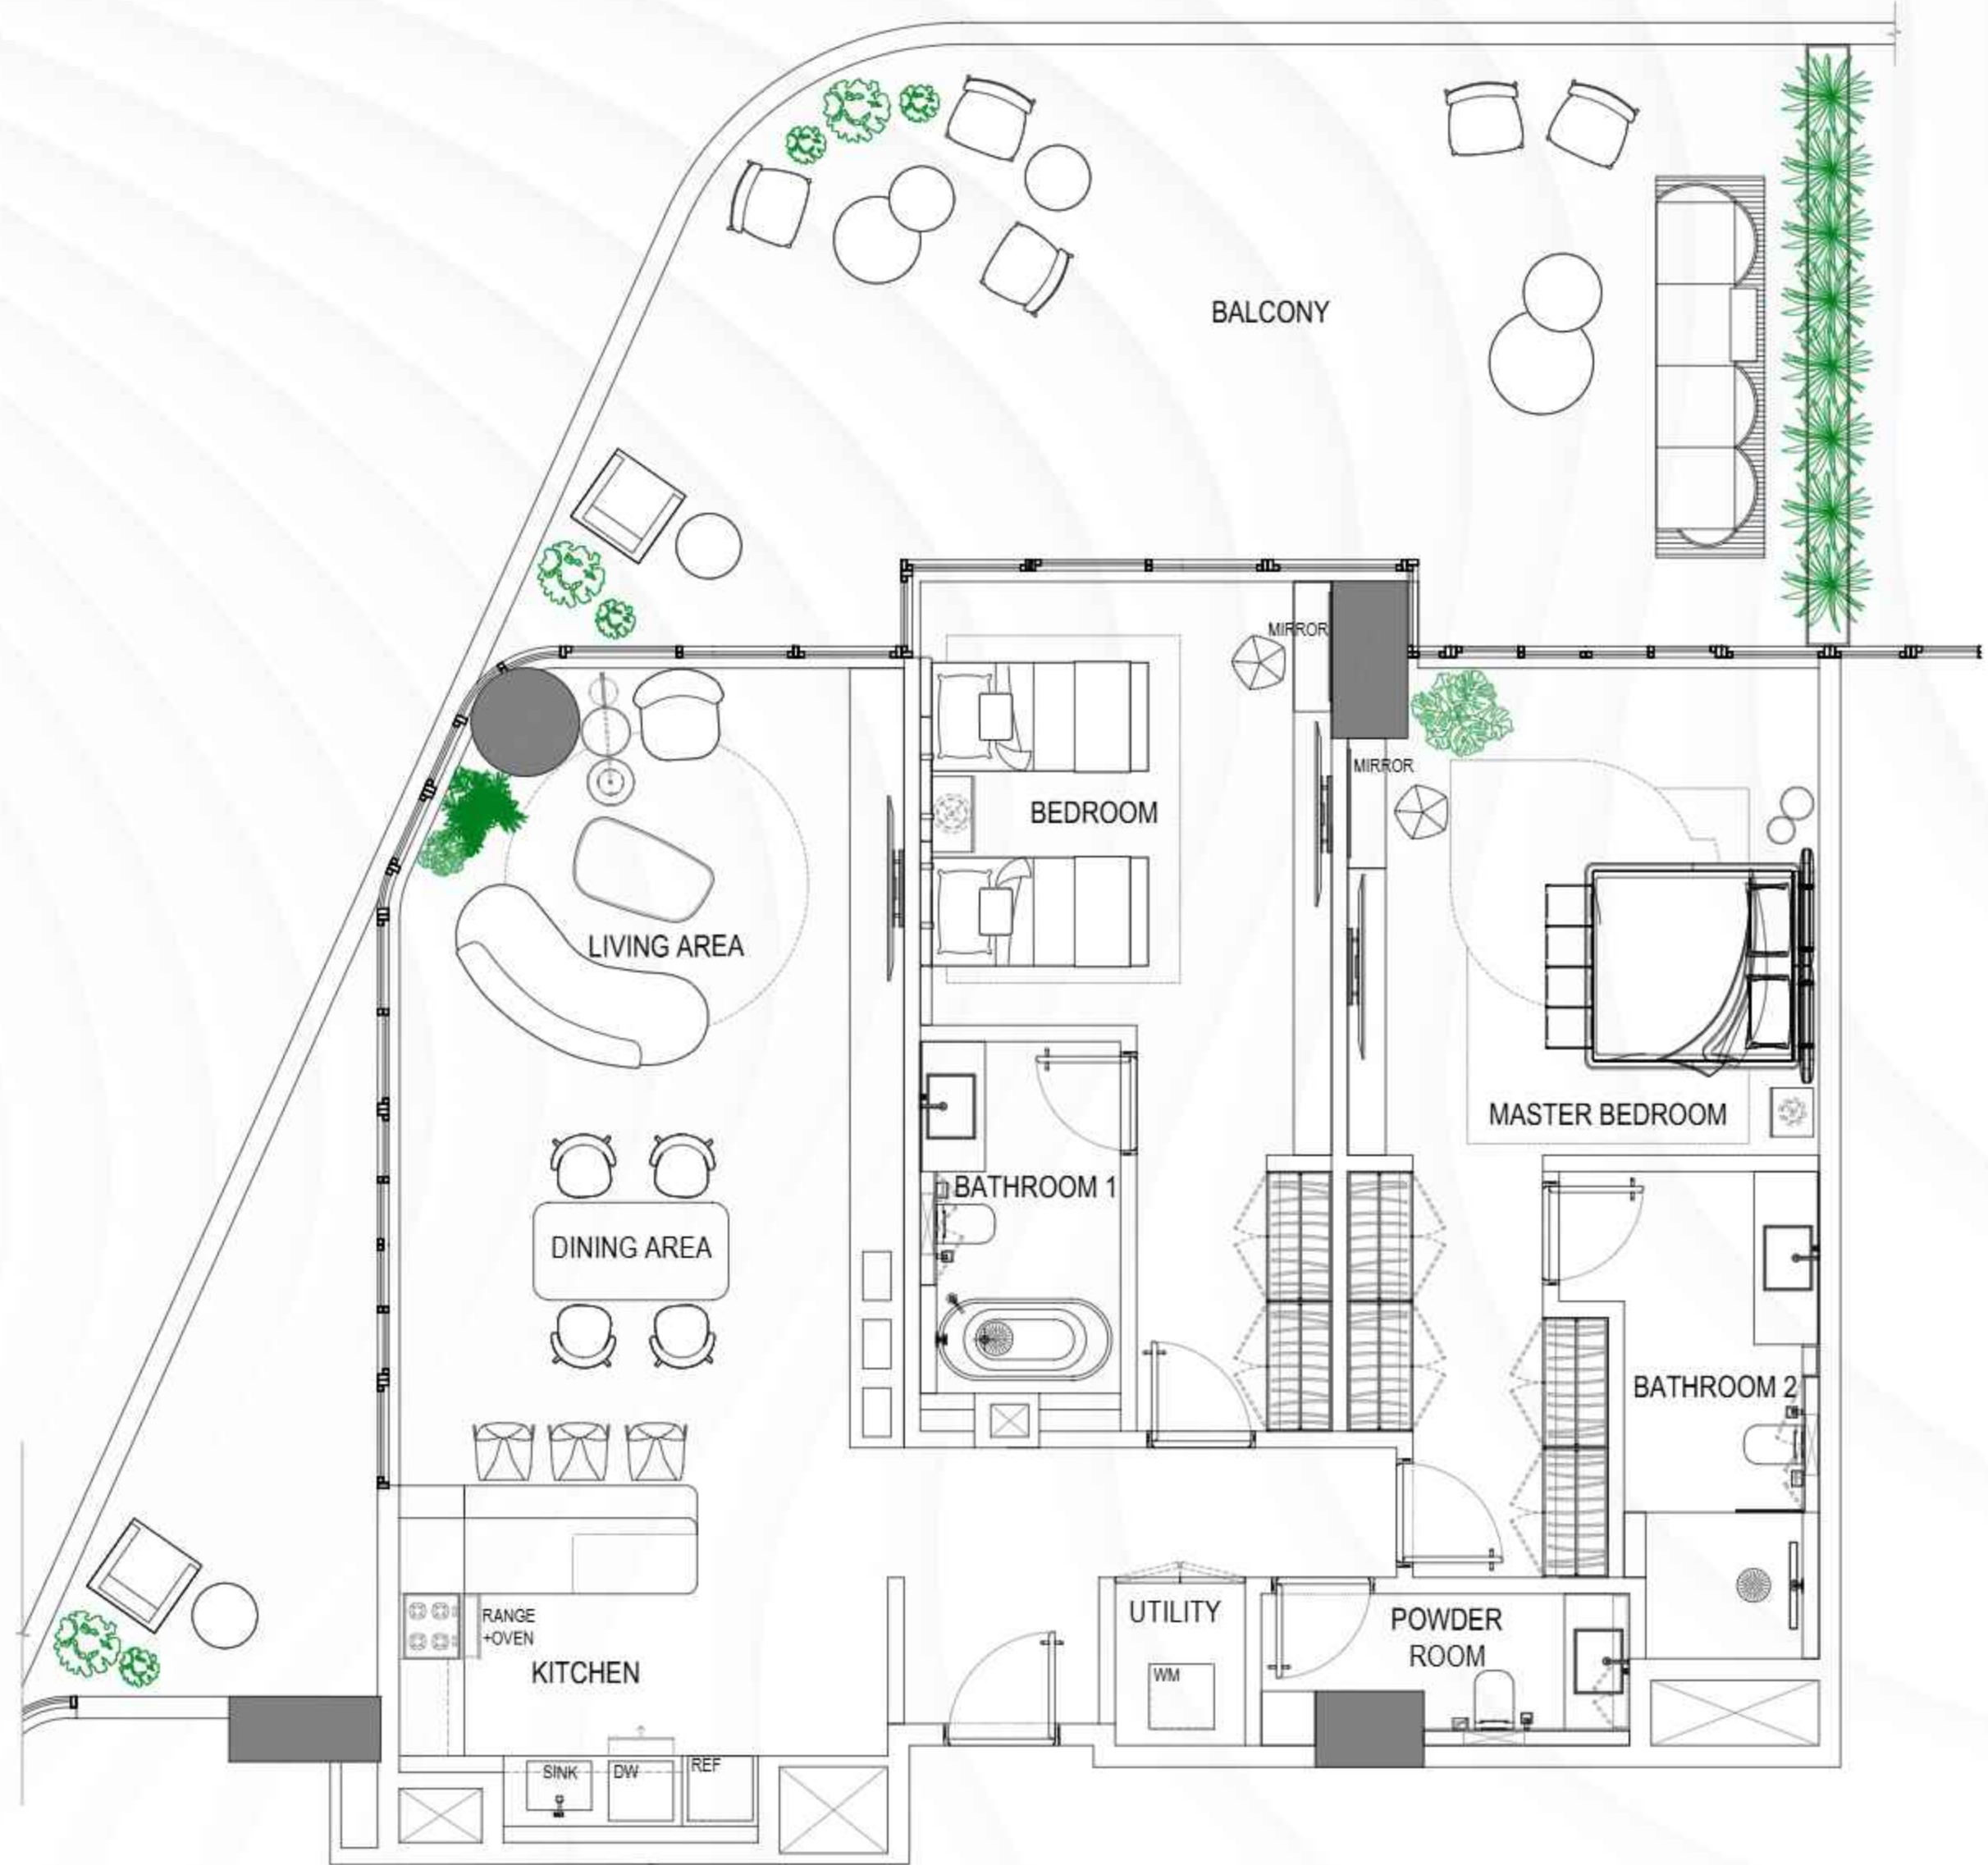 BALCONY
MIRROR
MIRROR
BEDROOM
LIVING AREA
MASTER BEDROOM
BATHROOM 1
DINING AREA
BATHROOM 2
RANGE
+OVEN
KITCHEN
UTILITY
WM
POWDER
ROOM
SINK
DW
REF